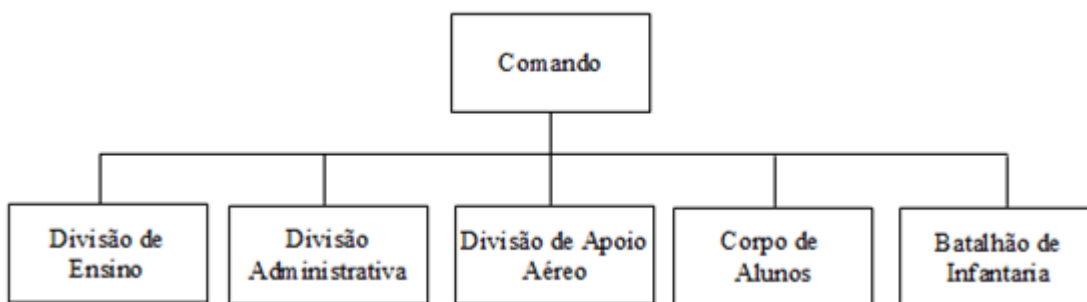 Comando
Divisão de
Ensino
Divisão
Administrativa
Divisão de Apoio
Aéreo
Corpo de
Alunos
Batalhão de
Infantaria